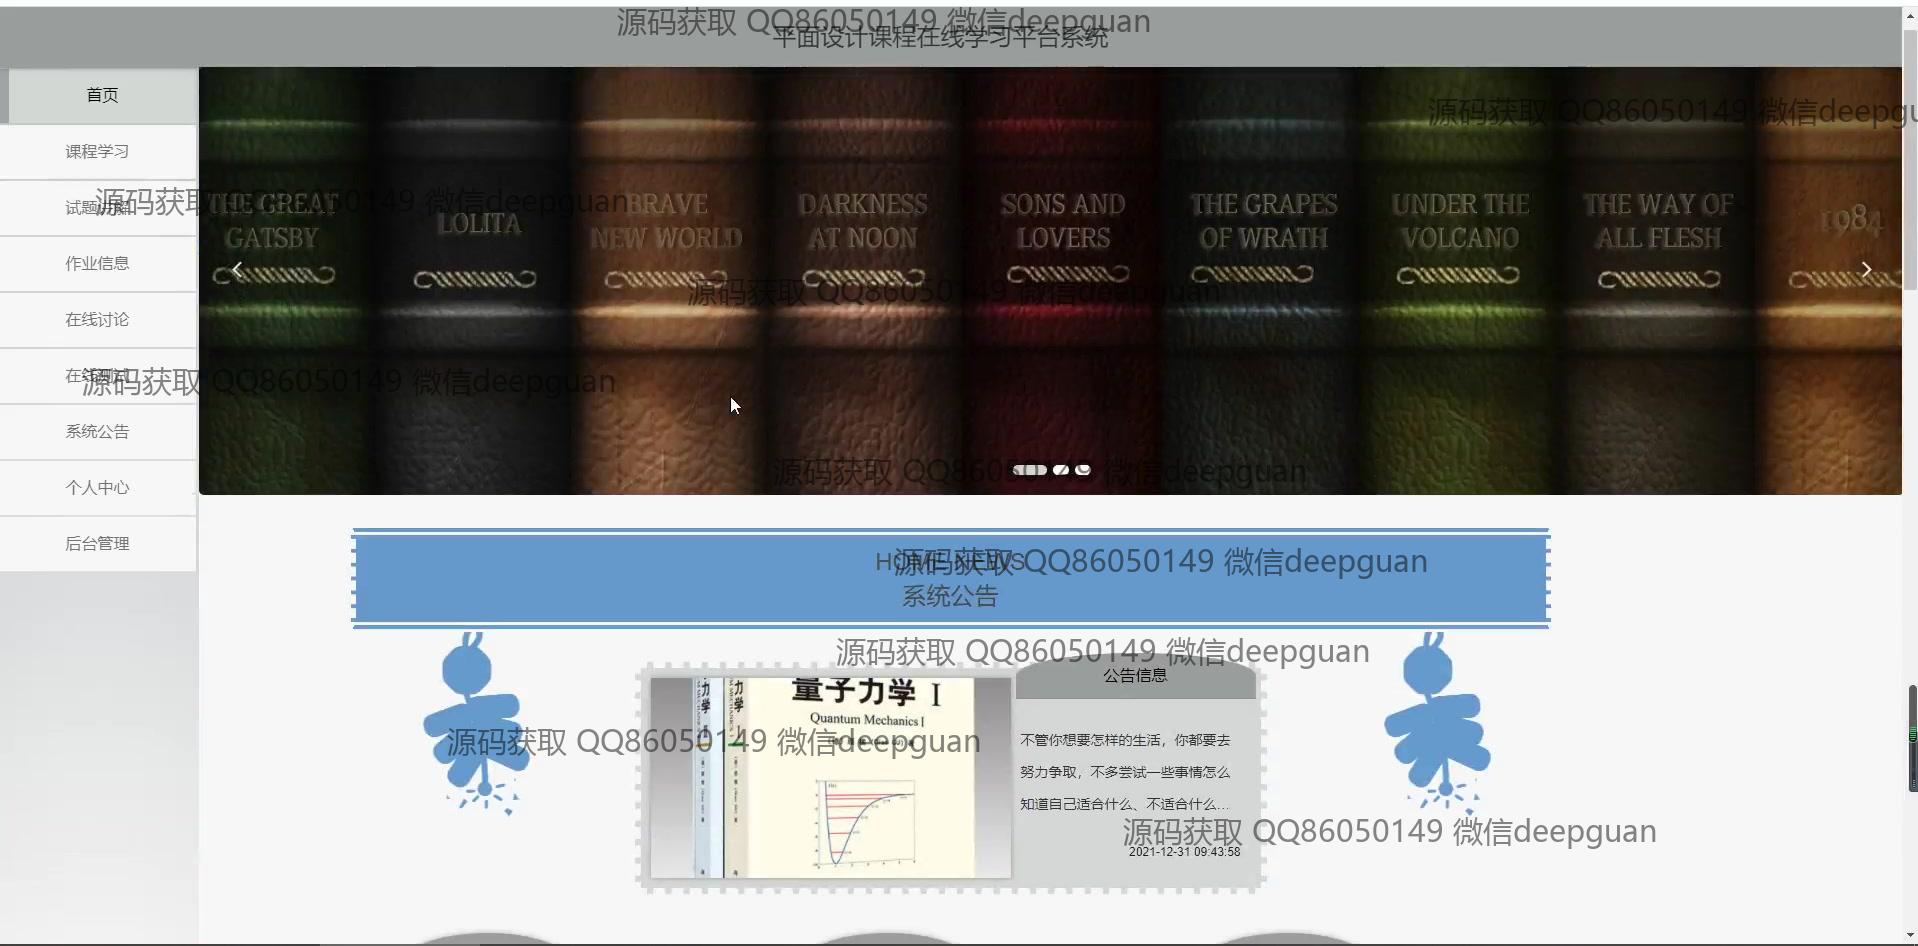 源码获取 QQ86050149 微信deepguan
平面设计课程在线学习平台系统
首页
课程学习
源码获取 QQ86050149 微信deepgu
试题讲解
源码获取 QQ86050149 微信deepguan
作业信息
在线讨论
在线测试
系统公告
个人中心
后台管理
THE GREAT
GATSBY
LOLITA
BRAVE
NEW WORLD
DARKNESS
AT NOON
SONS AND
LOVERS
THE GRAPES
OF WRATH
UNDER THE
VOLCANO
THE WAY OF
ALL FLESH
1984
源码获取 QQ86050149 微信deepguan
源码获取 QQ86050149 微信deepguan
源码获取 QQ86050149 微信deepguan
HOME NEWS
源码获取 QQ86050149 微信deepguan
系统公告
源码获取 QQ86050149 微信deepguan
公告信息
量子力学 I
Quantum Mechanics I
源码获取 QQ86050149 微信deepguan
不管你想要怎样的生活，你都要去
努力争取，不多尝试一些事情怎么
知道自己适合什么、不适合什么...
源码获取 QQ86050149 微信deepguan
2021-12-31 09:43:58